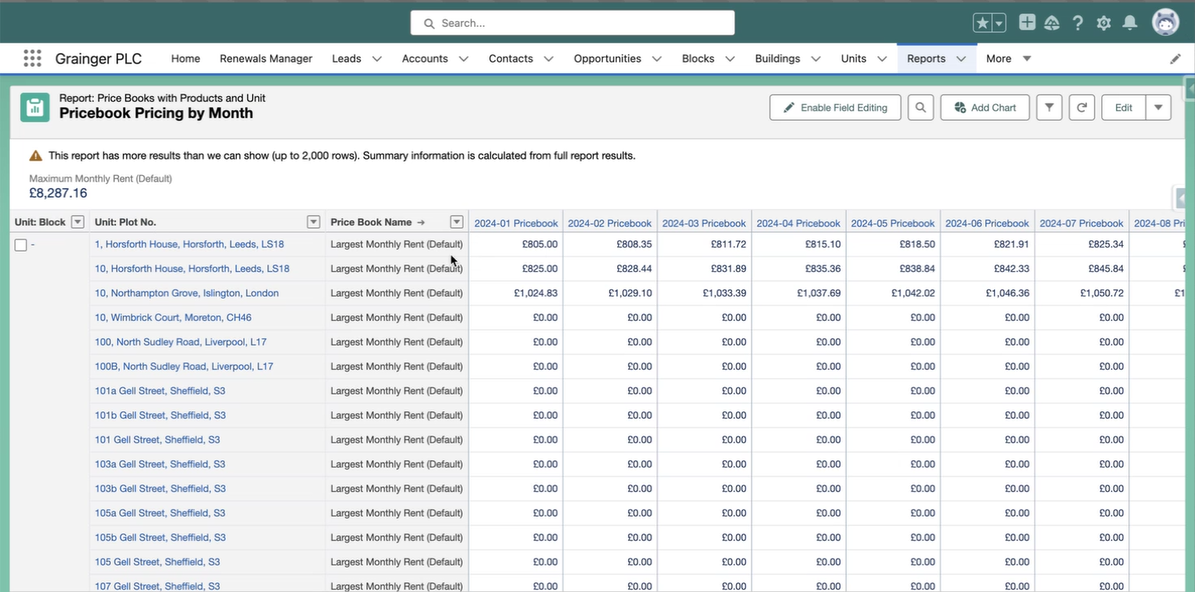 Search...
Grainger PLC Home Renewals Manager Leads Accounts Contacts Opportunities Blocks Buildings Units Reports More
Report: Price Books with Products and Unit
Pricebook Pricing by Month
Enable Field Editing Add Chart Edit
This report has more results than we can show (up to 2,000 rows). Summary information is calculated from full report results.
Maximum Monthly Rent (Default)
£8,287.16
Unit: Block Unit: Plot No. Price Book Name → 2024-01 Pricebook 2024-02 Pricebook 2024-03 Pricebook 2024-04 Pricebook 2024-05 Pricebook 2024-06 Pricebook 2024-07 Pricebook 2024-08 Pri
- 1, Horsforth House, Horsforth, Leeds, LS18 Largest Monthly Rent (Default) £805.00 £808.35 £811.72 £815.10 £818.50 £821.91 £825.34
10, Horsforth House, Horsforth, Leeds, LS18 Largest Monthly Rent (Default) £825.00 £828.44 £831.89 £835.36 £838.84 £842.33 £845.84
10, Northampton Grove, Islington, London Largest Monthly Rent (Default) £1,024.83 £1,029.10 £1,033.39 £1,037.69 £1,042.02 £1,046.36 £1,050.72 £1
10, Wimbrick Court, Moreton, CH46 Largest Monthly Rent (Default) £0.00 £0.00 £0.00 £0.00 £0.00 £0.00 £0.00
100, North Sudley Road, Liverpool, L17 Largest Monthly Rent (Default) £0.00 £0.00 £0.00 £0.00 £0.00 £0.00 £0.00
100B, North Sudley Road, Liverpool, L17 Largest Monthly Rent (Default) £0.00 £0.00 £0.00 £0.00 £0.00 £0.00 £0.00
101a Gell Street, Sheffield, S3 Largest Monthly Rent (Default) £0.00 £0.00 £0.00 £0.00 £0.00 £0.00 £0.00
101b Gell Street, Sheffield, S3 Largest Monthly Rent (Default) £0.00 £0.00 £0.00 £0.00 £0.00 £0.00 £0.00
101 Gell Street, Sheffield, S3 Largest Monthly Rent (Default) £0.00 £0.00 £0.00 £0.00 £0.00 £0.00 £0.00
103a Gell Street, Sheffield, S3 Largest Monthly Rent (Default) £0.00 £0.00 £0.00 £0.00 £0.00 £0.00 £0.00
103b Gell Street, Sheffield, S3 Largest Monthly Rent (Default) £0.00 £0.00 £0.00 £0.00 £0.00 £0.00 £0.00
105a Gell Street, Sheffield, S3 Largest Monthly Rent (Default) £0.00 £0.00 £0.00 £0.00 £0.00 £0.00 £0.00
105b Gell Street, Sheffield, S3 Largest Monthly Rent (Default) £0.00 £0.00 £0.00 £0.00 £0.00 £0.00 £0.00
105 Gell Street, Sheffield, S3 Largest Monthly Rent (Default) £0.00 £0.00 £0.00 £0.00 £0.00 £0.00 £0.00
107 Gell Street, Sheffield, S3 Largest Monthly Rent (Default) £0.00 £0.00 £0.00 £0.00 £0.00 £0.00 £0.00